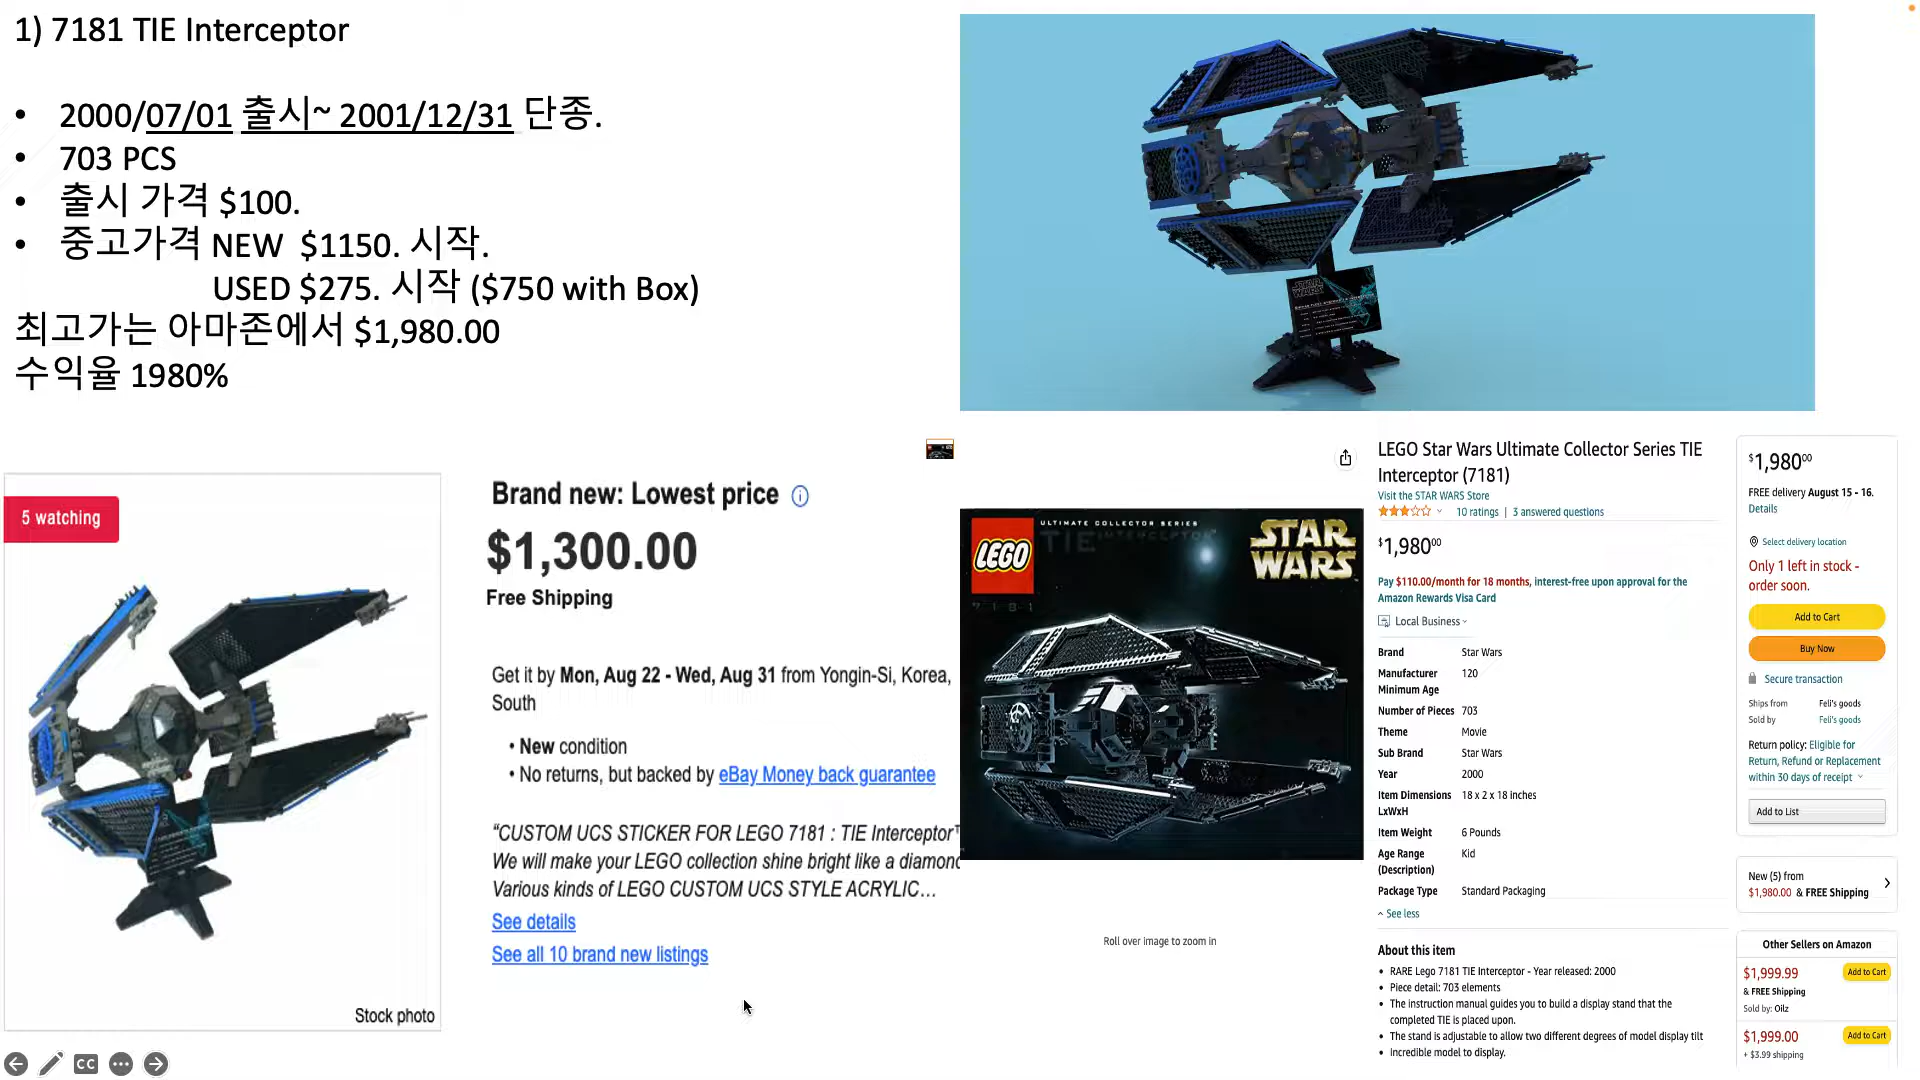 1) 7181 TIE Interceptor
• 2000/07/01 출시~ 2001/12/31 단종.
• 703 PCS
• 출시 가격 $100.
• 중고가격 NEW $1150. 시작.
USED $275. 시작 ($750 with Box)
최고가는 아마존에서 $1,980.00
수익율 1980%
5 watching
Stock photo
Brand new: Lowest price
$1,300.00
Free Shipping
Get it by Mon, Aug 22 - Wed, Aug 31 from Yongin-Si, Korea,
South
• New condition
• No returns, but backed by eBay Money back guarantee
“CUSTOM UCS STICKER FOR LEGO 7181 : TIE Interceptor
We will make your LEGO collection shine bright like a diamond
Various kinds of LEGO CUSTOM UCS STYLE ACRYLIC…
See details
See all 10 brand new listings
CC
LEGO
ULTIMATE COLLECTOR SERIES
TIE INTERCEPTOR
STAR
WARS
7181
Roll over image to zoom in
LEGO Star Wars Ultimate Collector Series TIE
Interceptor (7181)
Visit the STAR WARS Store
10 ratings | 3 answered questions
$1,980.00
Pay $110.00/month for 18 months, interest-free upon approval for the
Amazon Rewards Visa Card
Local Business
Brand Star Wars
Manufacturer 120
Minimum Age
Number of Pieces 703
Theme Movie
Sub Brand Star Wars
Year 2000
Item Dimensions 18 x 2 x 18 inches
LxWxH
Item Weight 6 Pounds
Age Range Kid
(Description)
Package Type Standard Packaging
See less
About this item
• RARE Lego 7181 TIE Interceptor - Year released: 2000
• Piece detail: 703 elements
• The instruction manual guides you to build a display stand that the
completed TIE is placed upon.
• The stand is adjustable to allow two different degrees of model display tilt
• Incredible model to display.
$1,980.00
FREE delivery August 15 - 16.
Details
Select delivery location
Only 1 left in stock -
order soon.
Add to Cart
Buy Now
Secure transaction
Ships from Feli's goods
Sold by Feli's goods
Return policy: Eligible for
Return, Refund or Replacement
within 30 days of receipt
Add to List
New (5) from
$1,980.00 & FREE Shipping
Other Sellers on Amazon
$1,999.99 Add to Cart
& FREE Shipping
Sold by: Oilz
$1,999.00 Add to Cart
+ $3.99 shipping